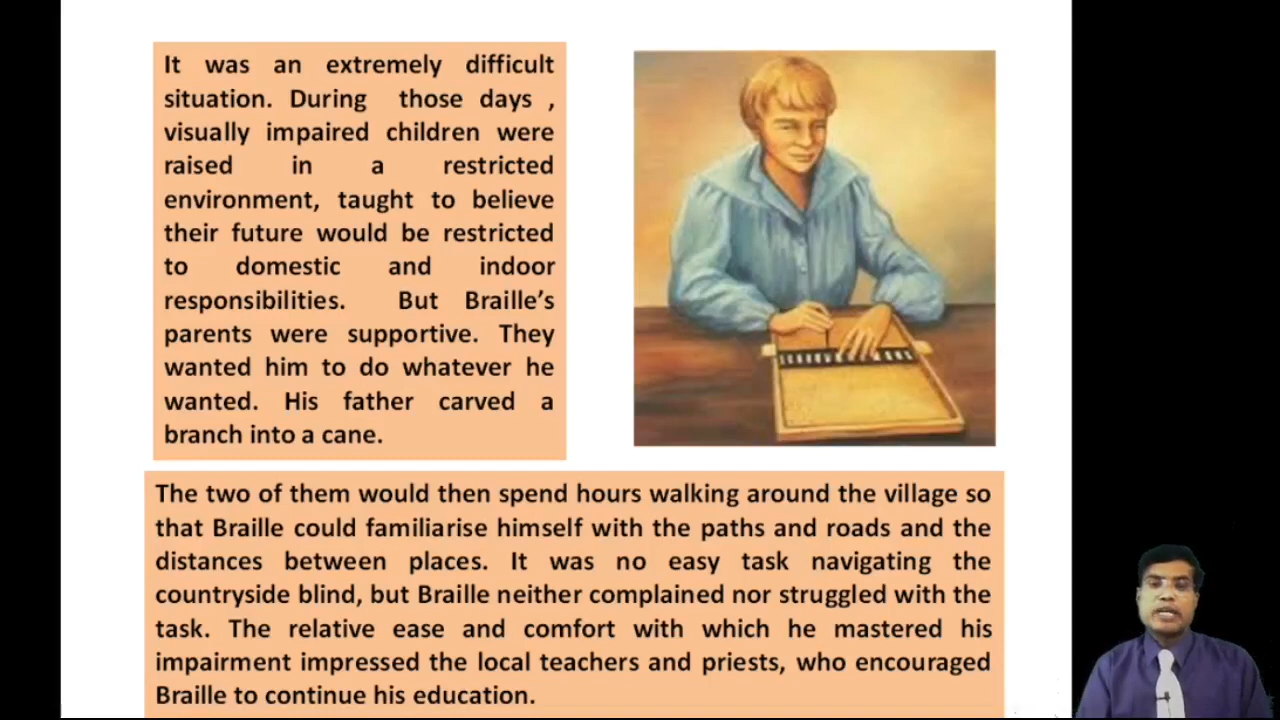 It was an extremely difficult
situation. During those days ,
visually impaired children were
raised in a restricted
environment, taught to believe
their future would be restricted
to domestic and indoor
responsibilities. But Braille’s
parents were supportive. They
wanted him to do whatever he
wanted. His father carved a
branch into a cane.
The two of them would then spend hours walking around the village so
that Braille could familiarise himself with the paths and roads and the
distances between places. It was no easy task navigating the
countryside blind, but Braille neither complained nor struggled with the
task. The relative ease and comfort with which he mastered his
impairment impressed the local teachers and priests, who encouraged
Braille to continue his education.